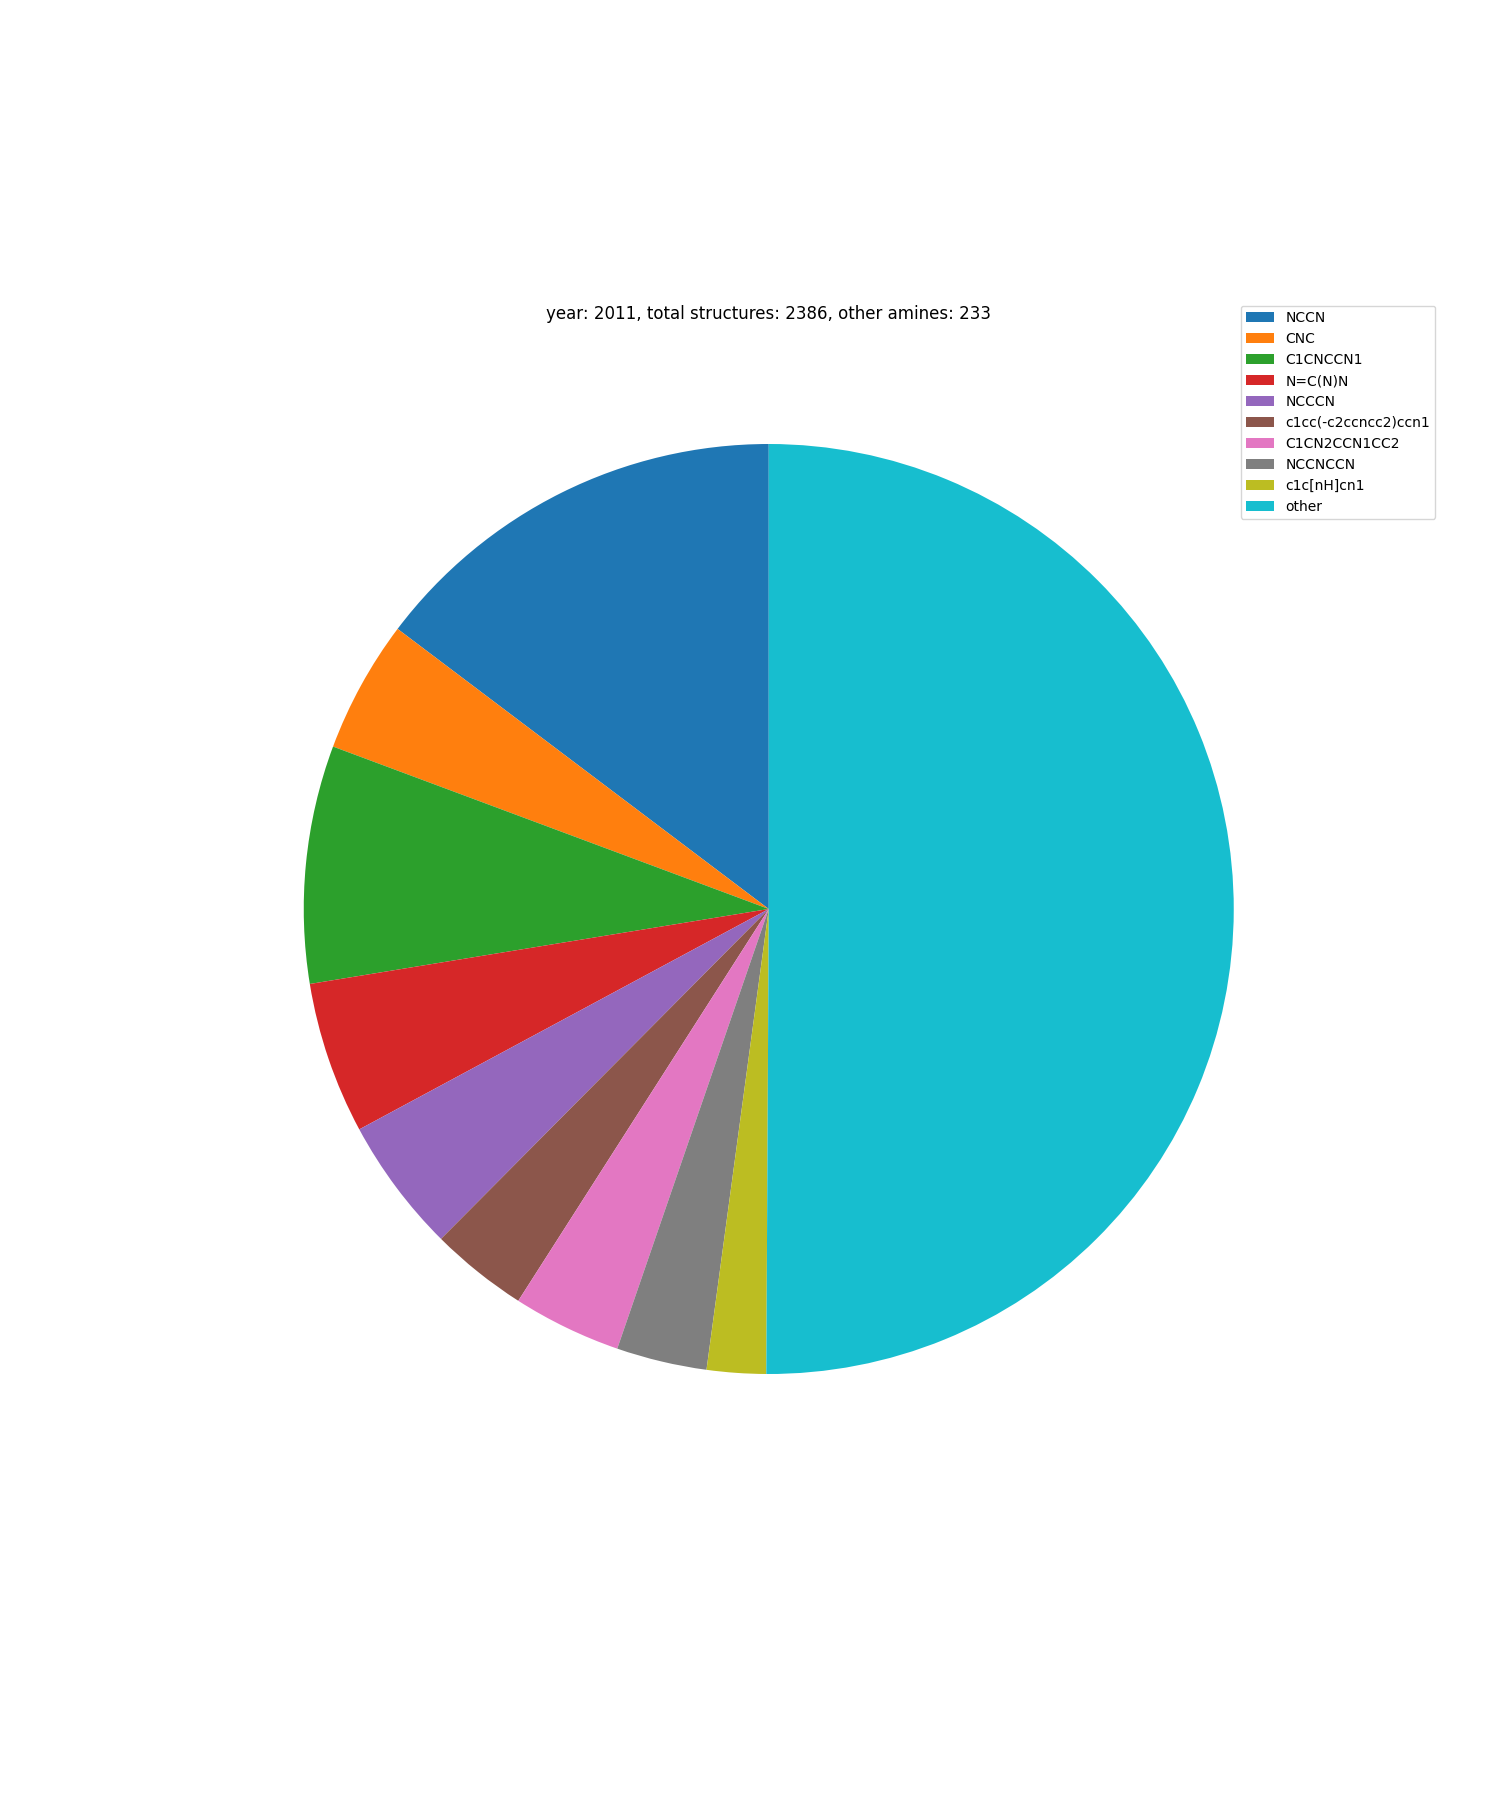 year: 2011, total structures: 2386, other amines: 233
NCCN
CNC
C1CNCCN1
N=C(N)N
NCCCN
c1cc(-c2ccncc2)ccn1
C1CN2CCN1CC2
NCCNCCN
c1c[nH]cn1
other